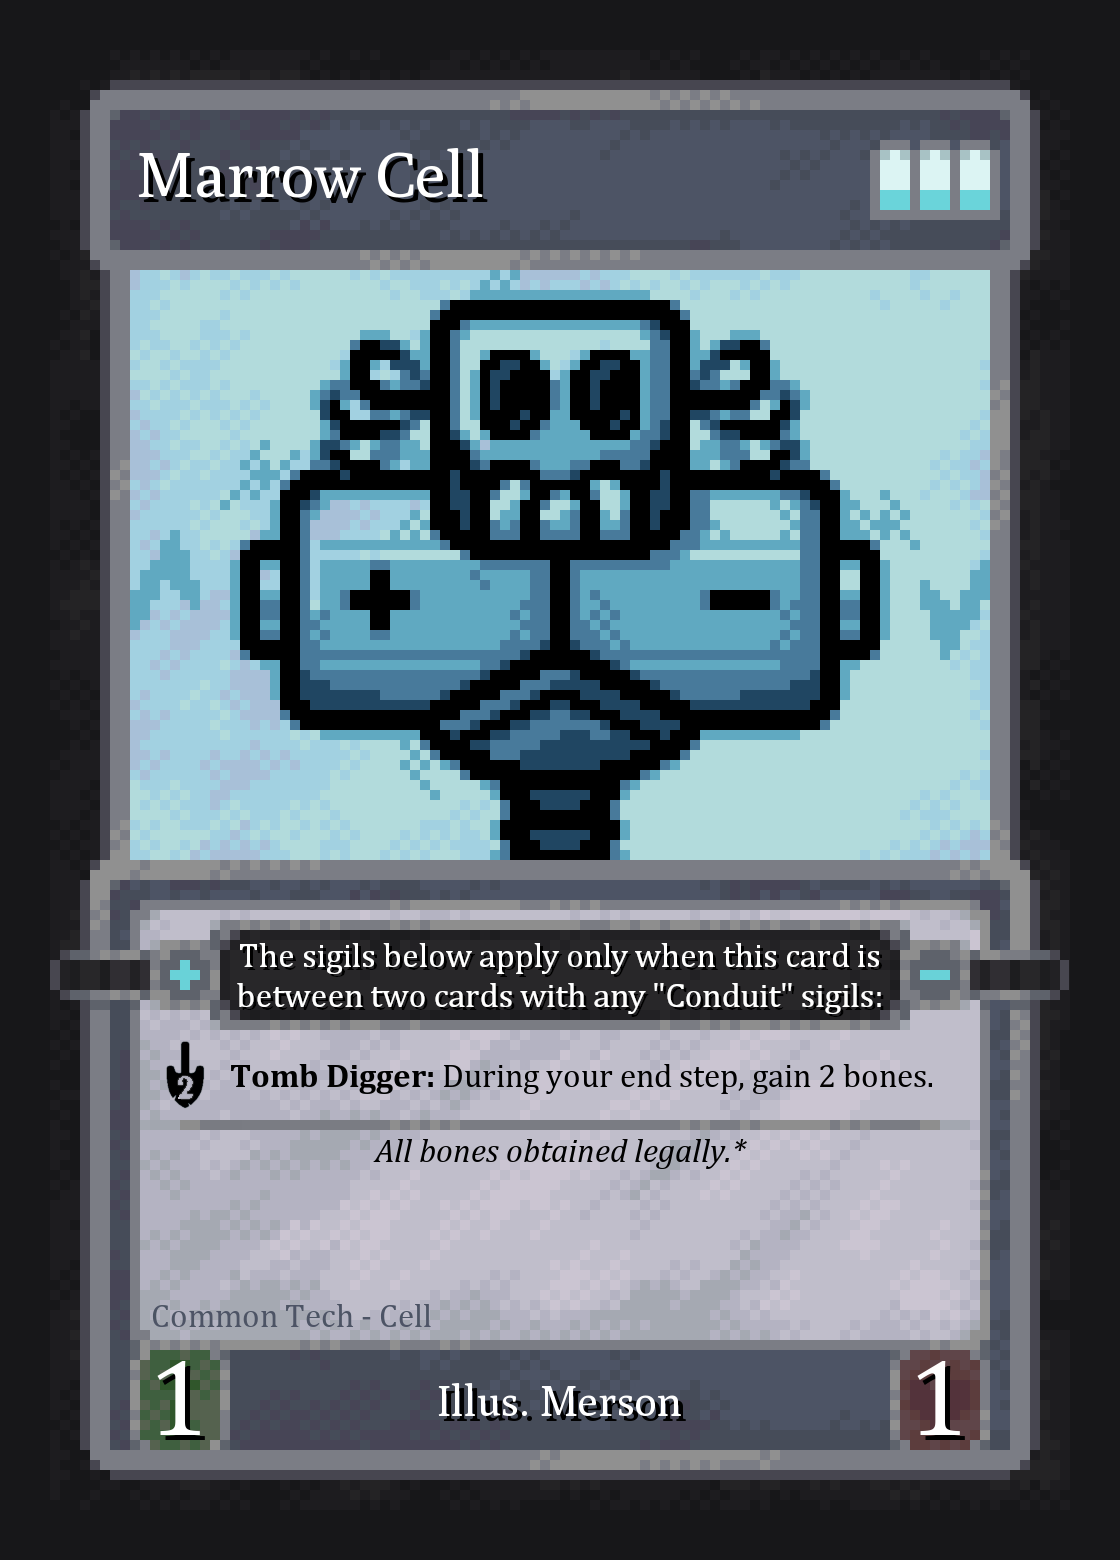 Marrow Cell
+ -
+ The sigils below apply only when this card is -
between two cards with any "Conduit" sigils:
2 Tomb Digger: During your end step, gain 2 bones.
All bones obtained legally.*
Common Tech - Cell
1 Illus. Merson 1